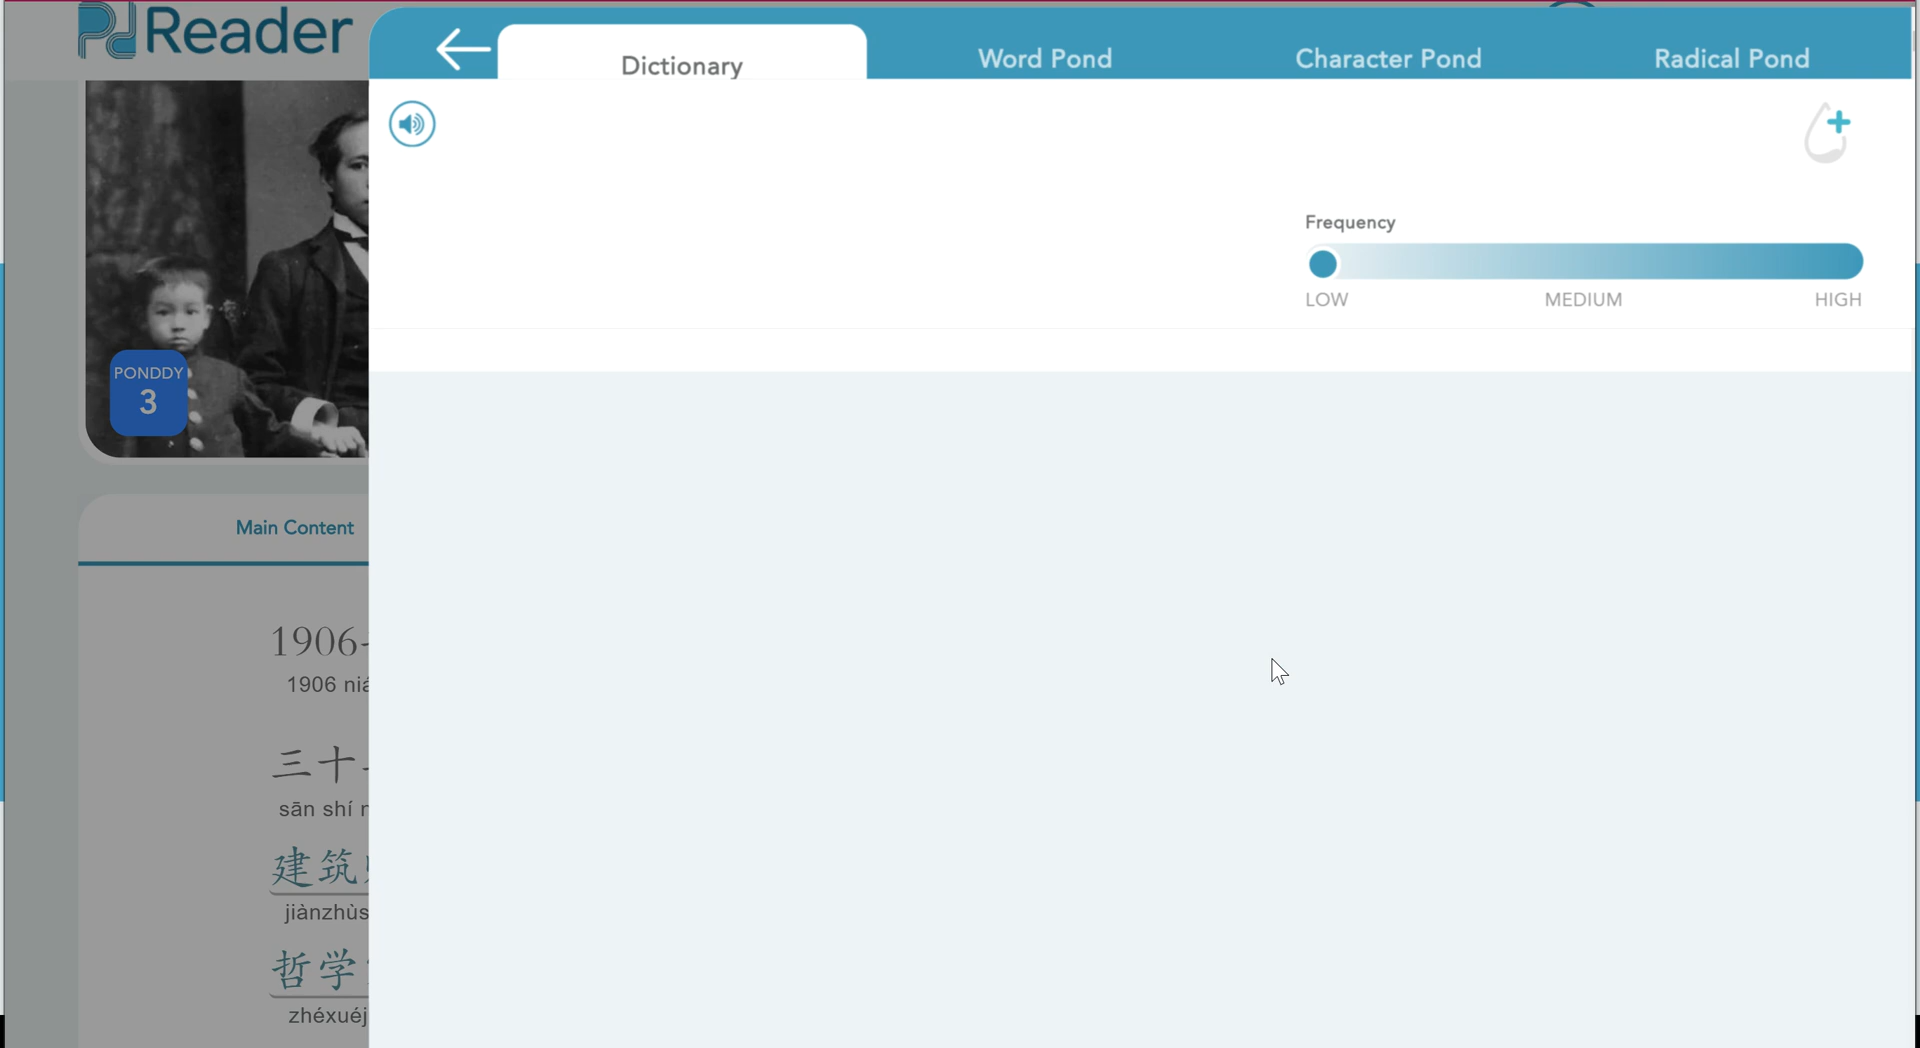 Reader
Dictionary
Word Pond
Character Pond
Radical Pond
Frequency
LOW
MEDIUM
HIGH
PONDDY
3
Main Content
1906
1906
三十
sān shí
建筑
jiànzhùs
哲学
zhéxuéj